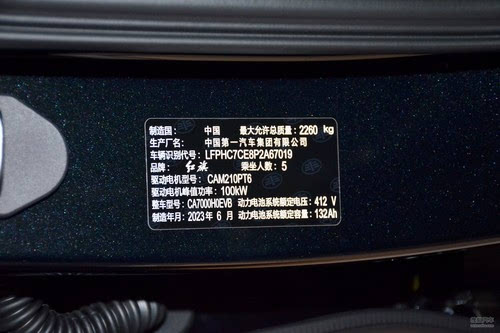 制造国： 中国 最大允许总质量：2260 kg
生产厂名： 中国第一汽车集团有限公司
车辆识别代号：LFPHC7CE8P2A67019
品牌： 红旗 乘坐人数：5
驱动电机型号：CAM210PT6
驱动电机峰值功率：100kW
整车型号：CA7000H0EVB 动力电池系统额定电压：412 V
制造年月：2023年 6月 动力电池系统额定容量：132Ah